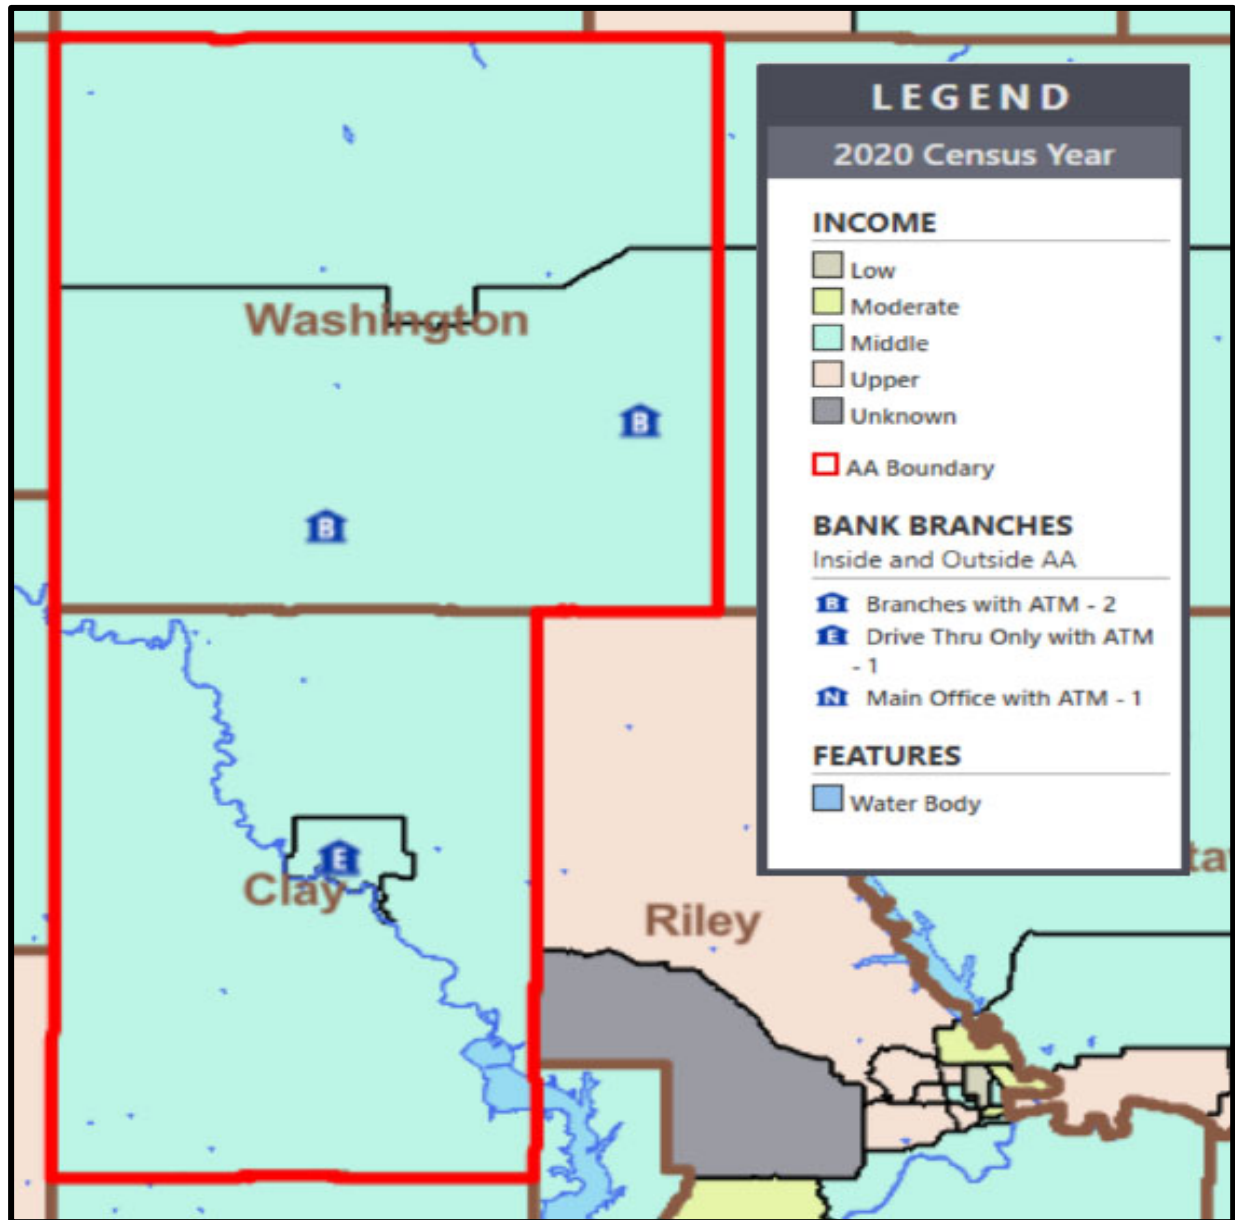 LEGEND
2020 Census Year
INCOME
Low
Moderate
Middle
Upper
Unknown
AA Boundary
BANK BRANCHES
Inside and Outside AA
B Branches with ATM - 2
E Drive Thru Only with ATM
- 1
N Main Office with ATM - 1
FEATURES
Water Body
Washington
B
B
E
Clay
Riley
ta